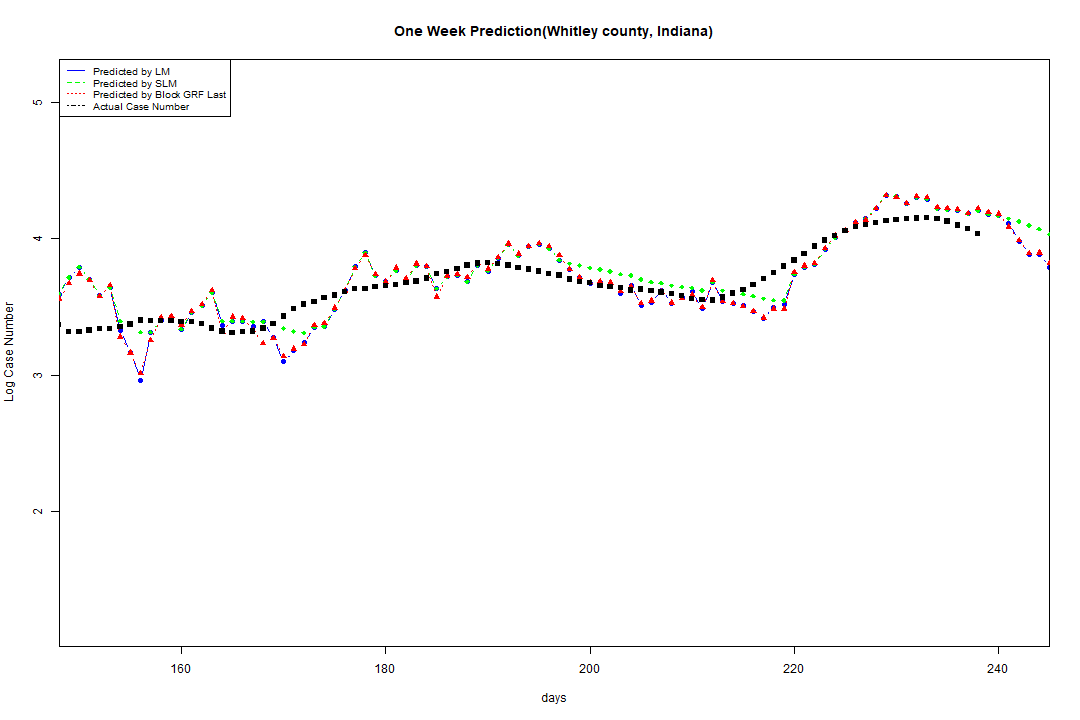 One Week Prediction(Whitley county, Indiana)
Predicted by LM
Predicted by SLM
Predicted by Block GRF Last
Actual Case Number
5
4
3
2
Log Case Number
160 180 200 220 240
days